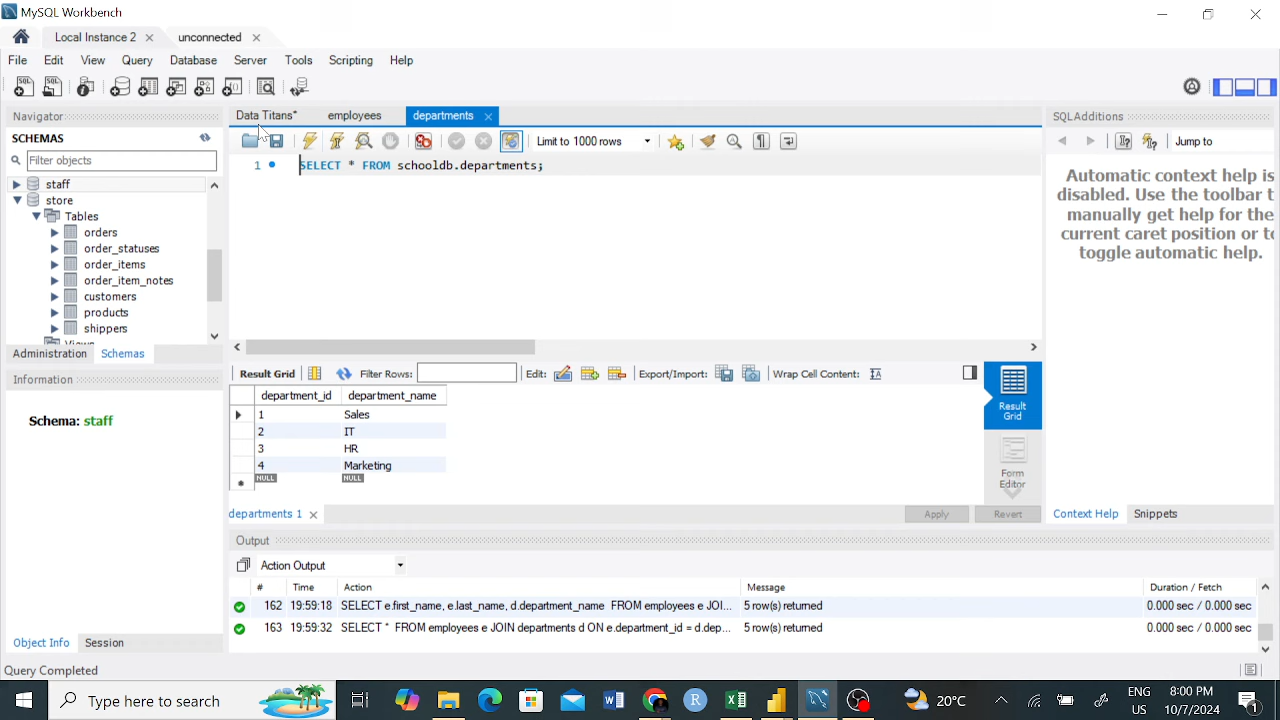 MySQL Workbench
Local Instance 2
unconnected
File Edit View Query Database Server Tools Scripting Help
Navigator
SCHEMAS
Filter objects
staff
store
Tables
orders
order_statuses
order_items
order_item_notes
customers
products
shippers
Administration Schemas
Information
Schema: staff
Object Info Session
Data Titans* employees departments
Limit to 1000 rows
1 SELECT * FROM schooldb.departments;
Result Grid Filter Rows: Edit: Export/Import: Wrap Cell Content:
department_id department_name
1 Sales
2 IT
3 HR
4 Marketing
NULL NULL
Result Grid
Form Editor
departments 1
Apply Revert
SQLAdditions
Jump to
Automatic context help is
disabled. Use the toolbar t
manually get help for the
current caret position or to
toggle automatic help.
Context Help Snippets
Output
Action Output
# Time Action Message Duration / Fetch
162 19:59:18 SELECT e.first_name, e.last_name, d.department_name FROM employees e JOI... 5 row(s) returned 0.000 sec / 0.000 sec
163 19:59:32 SELECT * FROM employees e JOIN departments d ON e.department_id = d.dep... 5 row(s) returned 0.000 sec / 0.000 sec
Query Completed
Type here to search
20°C
ENG 8:00 PM
US 10/7/2024